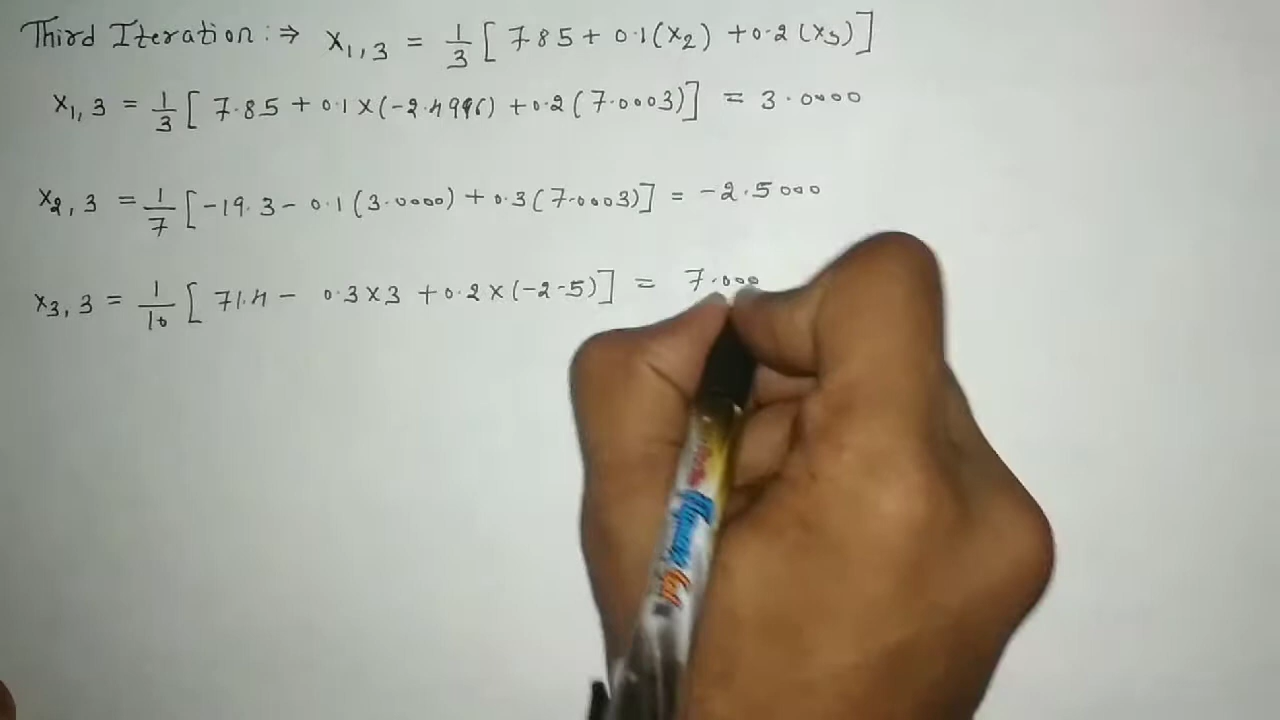 Third Iteration :⇒ x₁,₃ = 1/3 [ 785 + 0.1(x₂) + 0.2(x₃)]
x₁,₃ = 1/3 [ 7.85 + 0.1 × (-2.4996) + 0.2 (7.0003)] = 3.0000
x₂,₃ = 1/7 [-19.3 - 0.1(3.0000) + 0.3(7.0003)] = -2.5000
x₃,₃ = 1/10 [ 71.4 - 0.3×3 + 0.2 × (-2.5)] = 7.000